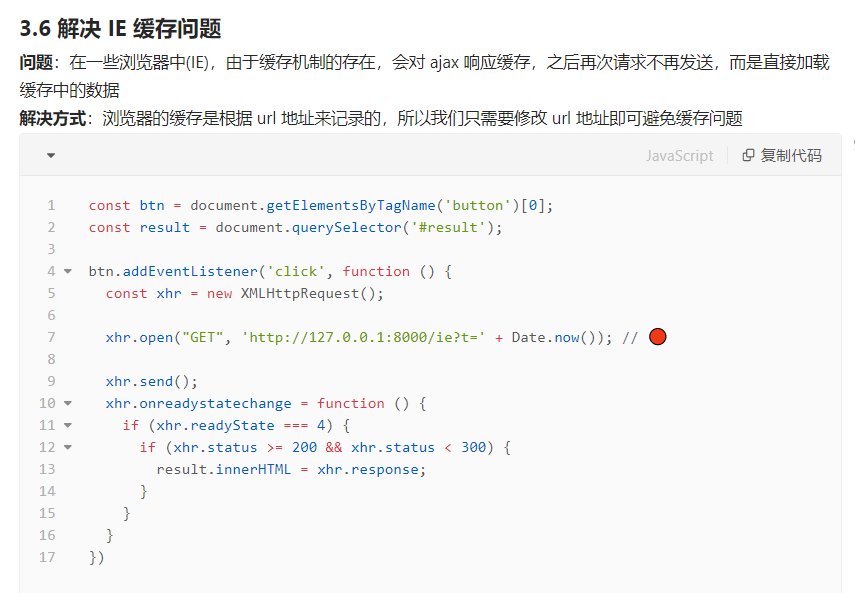 3.6 解决 IE 缓存问题
问题：在一些浏览器中(IE)，由于缓存机制的存在，会对 ajax 响应缓存，之后再次请求不再发送，而是直接加载
缓存中的数据
解决方式：浏览器的缓存是根据 url 地址来记录的，所以我们只需要修改 url 地址即可避免缓存问题
JavaScript 复制代码
1 const btn = document.getElementsByTagName('button')[0];
2 const result = document.querySelector('#result');
3
4 btn.addEventListener('click', function () {
5 const xhr = new XMLHttpRequest();
6
7 xhr.open("GET", 'http://127.0.0.1:8000/ie?t=' + Date.now()); // 🔴
8
9 xhr.send();
10 xhr.onreadystatechange = function () {
11 if (xhr.readyState === 4) {
12 if (xhr.status >= 200 && xhr.status < 300) {
13 result.innerHTML = xhr.response;
14 }
15 }
16 }
17 })